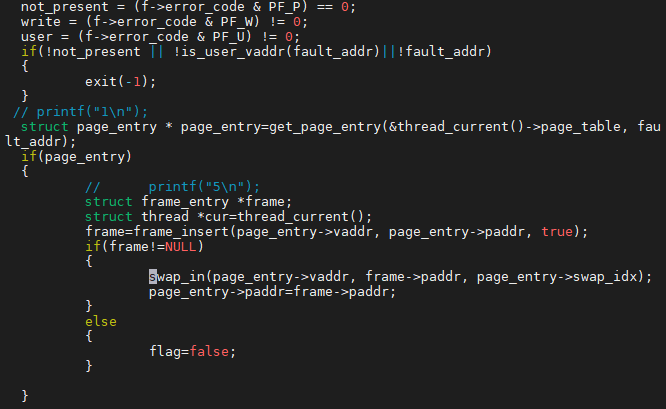 not_present = (f->error_code & PF_P) == 0;
write = (f->error_code & PF_W) != 0;
user = (f->error_code & PF_U) != 0;
if(!not_present || !is_user_vaddr(fault_addr)||!fault_addr)
{
exit(-1);
}
// printf("1\n");
struct page_entry * page_entry=get_page_entry(&thread_current()->page_table, fau
lt_addr);
if(page_entry)
{
//      printf("5\n");
struct frame_entry *frame;
struct thread *cur=thread_current();
frame=frame_insert(page_entry->vaddr, page_entry->paddr, true);
if(frame!=NULL)
{
swap_in(page_entry->vaddr, frame->paddr, page_entry->swap_idx);
page_entry->paddr=frame->paddr;
}
else
{
flag=false;
}
}